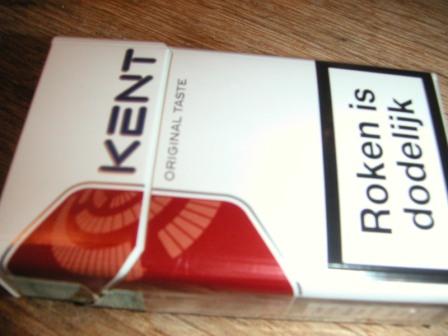 KENT
ORIGINAL TASTE
Roken is
dodelijk